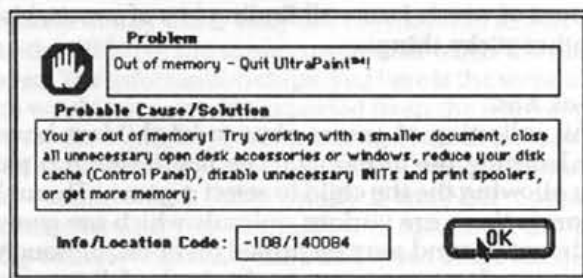 Problem
Out of memory - Quit UltraPaint™!
Probable Cause/Solution
You are out of memory! Try working with a smaller document, close
all unnecessary open desk accessories or windows, reduce your disk
cache (Control Panel), disable unnecessary INITs and print spoolers,
or get more memory.
Info/Location Code: -108/140084
OK